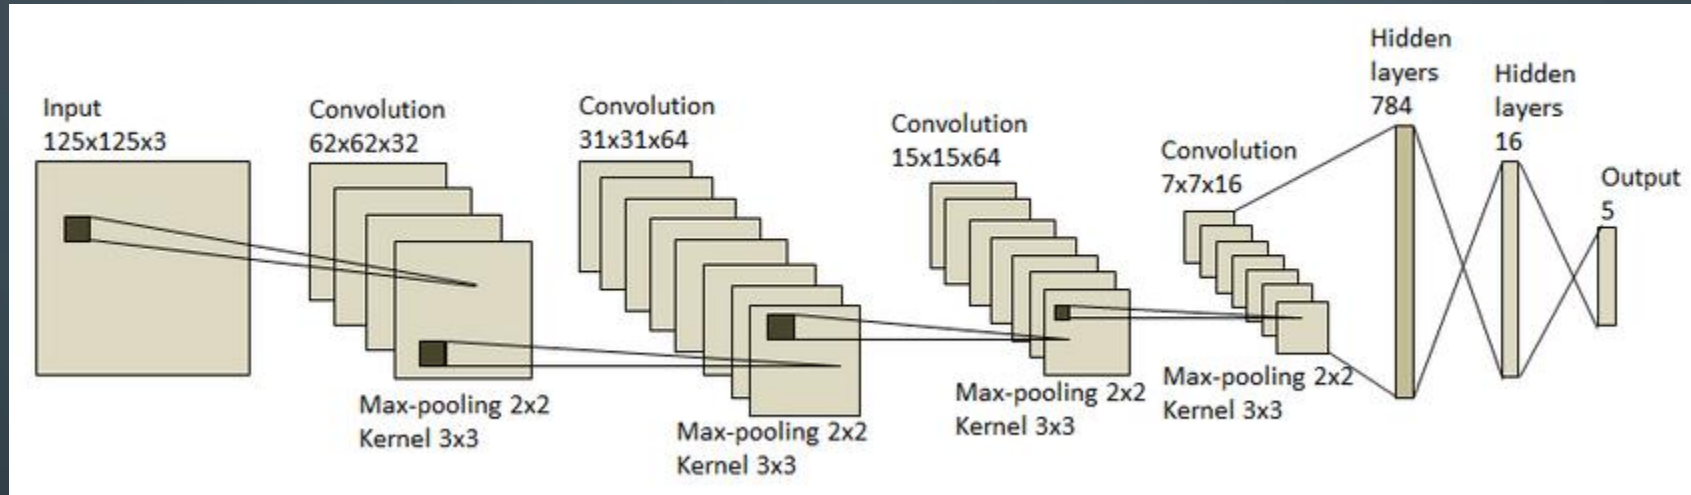 Input
125x125x3
Convolution
62x62x32
Max-pooling 2x2
Kernel 3x3
Convolution
31x31x64
Max-pooling 2x2
Kernel 3x3
Convolution
15x15x64
Max-pooling 2x2
Kernel 3x3
Convolution
7x7x16
Max-pooling 2x2
Kernel 3x3
Hidden
layers
784
Hidden
layers
16
Output
5